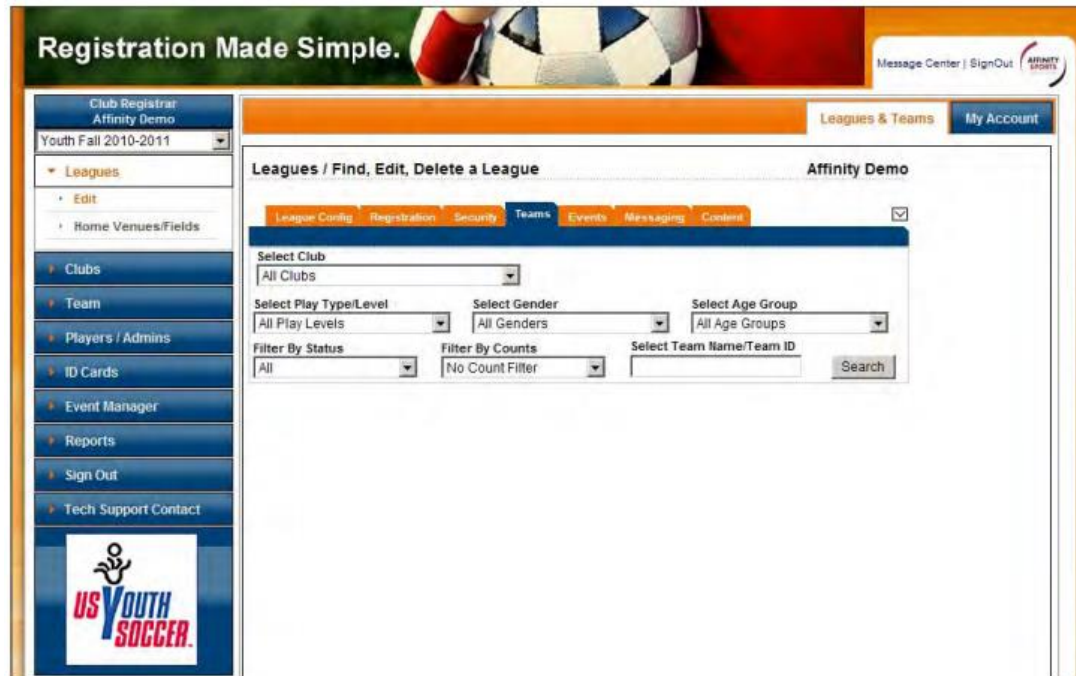 Registration Made Simple.
Message Center | SignOut
AFFINITY
SPORTS
Club Registrar
Affinity Demo
Youth Fall 2010-2011
Leagues & Teams
My Account
Leagues
Edit
Home Venues/Fields
Clubs
Team
Players / Admins
ID Cards
Event Manager
Reports
Sign Out
Tech Support Contact
US YOUTH
SOCCER.
Leagues / Find, Edit, Delete a League
Affinity Demo
League Config Registration Security Teams Events Messaging Content
Select Club
All Clubs
Select Play Type/Level Select Gender Select Age Group
All Play Levels All Genders All Age Groups
Filter By Status Filter By Counts Select Team Name/Team ID
All No Count Filter Search